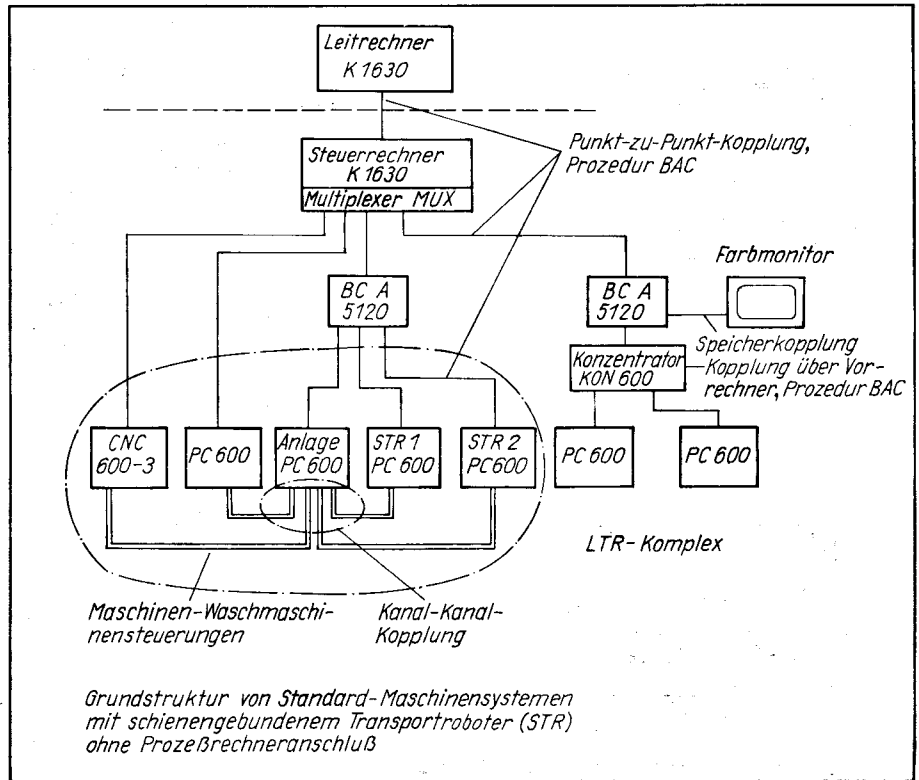 Leitrechner
K 1630
Steuerrechner
K 1630
Multiplexer MUX
Punkt-zu-Punkt-Kopplung,
Prozedur BAC
BC A
5120
BC A
5120
Farbmonitor
Speicherkopplung
Konzentrator
KON 600
Kopplung über Vor-
rechner, Prozedur BAC
CNC
600-3
PC 600
Anlage
PC 600
STR 1
PC 600
STR 2
PC 600
PC 600
PC 600
LTR-Komplex
Maschinen-Waschmaschi-
nensteuerungen
Kanal-Kanal-
Kopplung
Grundstruktur von Standard-Maschinensystemen
mit schienengebundenem Transportroboter (STR)
ohne Prozeßrechneranschluß